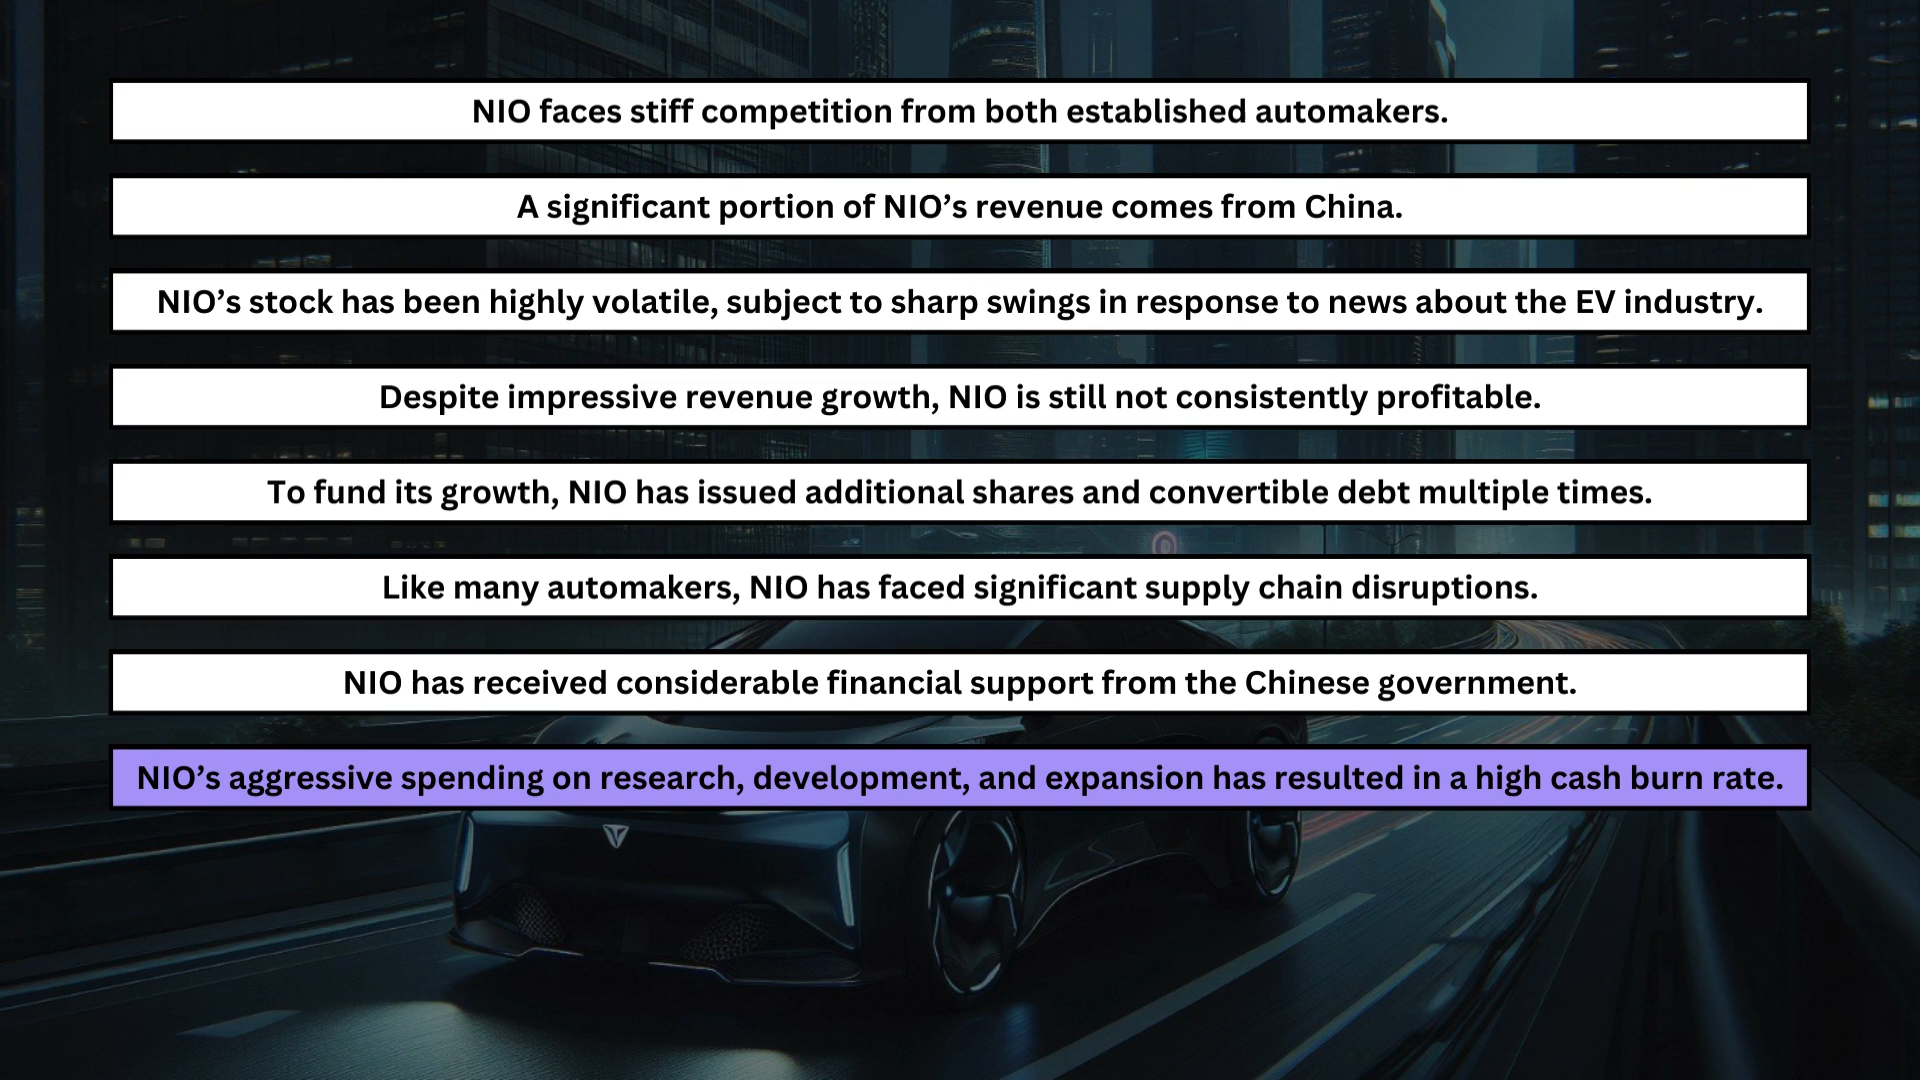 NIO faces stiff competition from both established automakers.
A significant portion of NIO’s revenue comes from China.
NIO’s stock has been highly volatile, subject to sharp swings in response to news about the EV industry.
Despite impressive revenue growth, NIO is still not consistently profitable.
To fund its growth, NIO has issued additional shares and convertible debt multiple times.
Like many automakers, NIO has faced significant supply chain disruptions.
NIO has received considerable financial support from the Chinese government.
NIO’s aggressive spending on research, development, and expansion has resulted in a high cash burn rate.